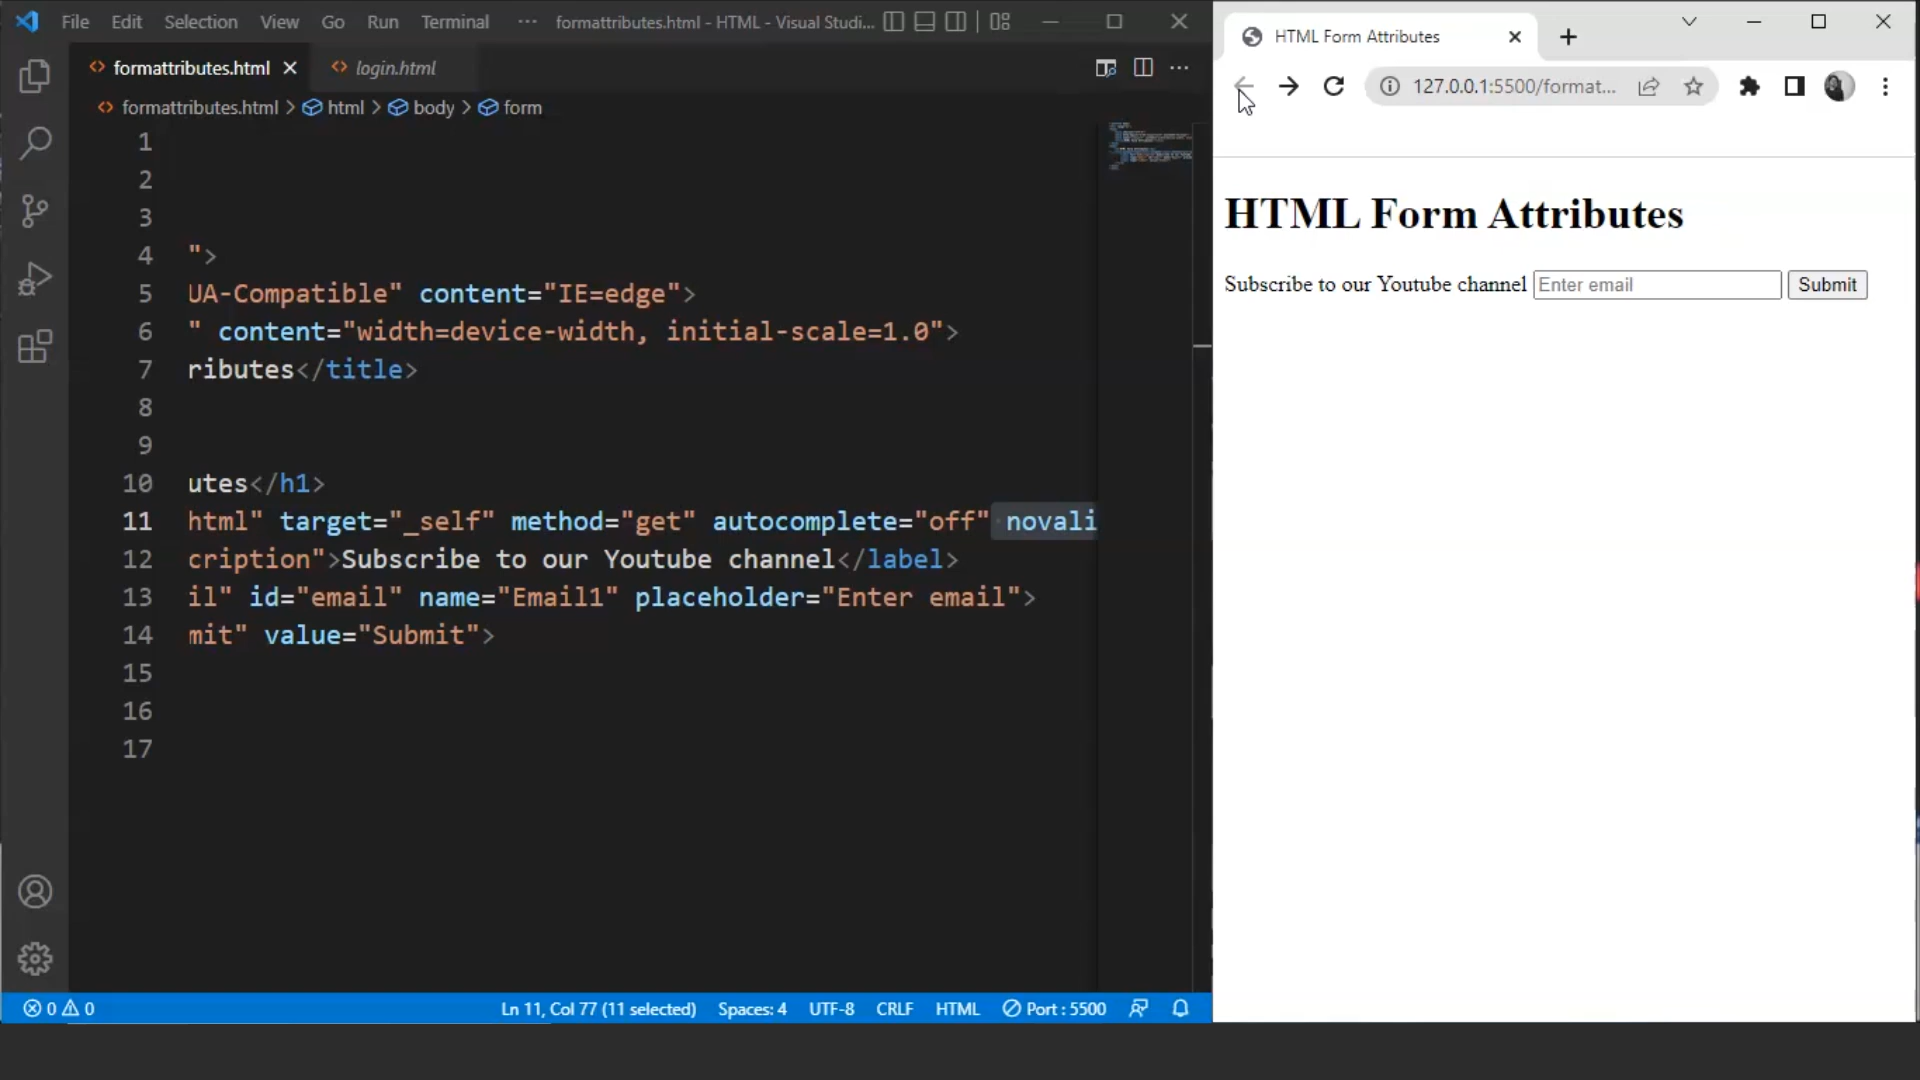 File Edit Selection View Go Run Terminal ··· formattributes.html - HTML - Visual Studi...
formattributes.html login.html
formattributes.html > html > body > form
1
2
3
4 ">
5 UA-Compatible" content="IE=edge">
6 " content="width=device-width, initial-scale=1.0">
7 ributes</title>
8
9
10 utes</h1>
11 html" target="_self" method="get" autocomplete="off" novali
12 cription">Subscribe to our Youtube channel</label>
13 il" id="email" name="Email1" placeholder="Enter email">
14 mit" value="Submit">
15
16
17
0 0 Ln 11, Col 77 (11 selected) Spaces: 4 UTF-8 CRLF HTML Port : 5500
HTML Form Attributes
127.0.0.1:5500/format...
HTML Form Attributes
Subscribe to our Youtube channel Enter email Submit